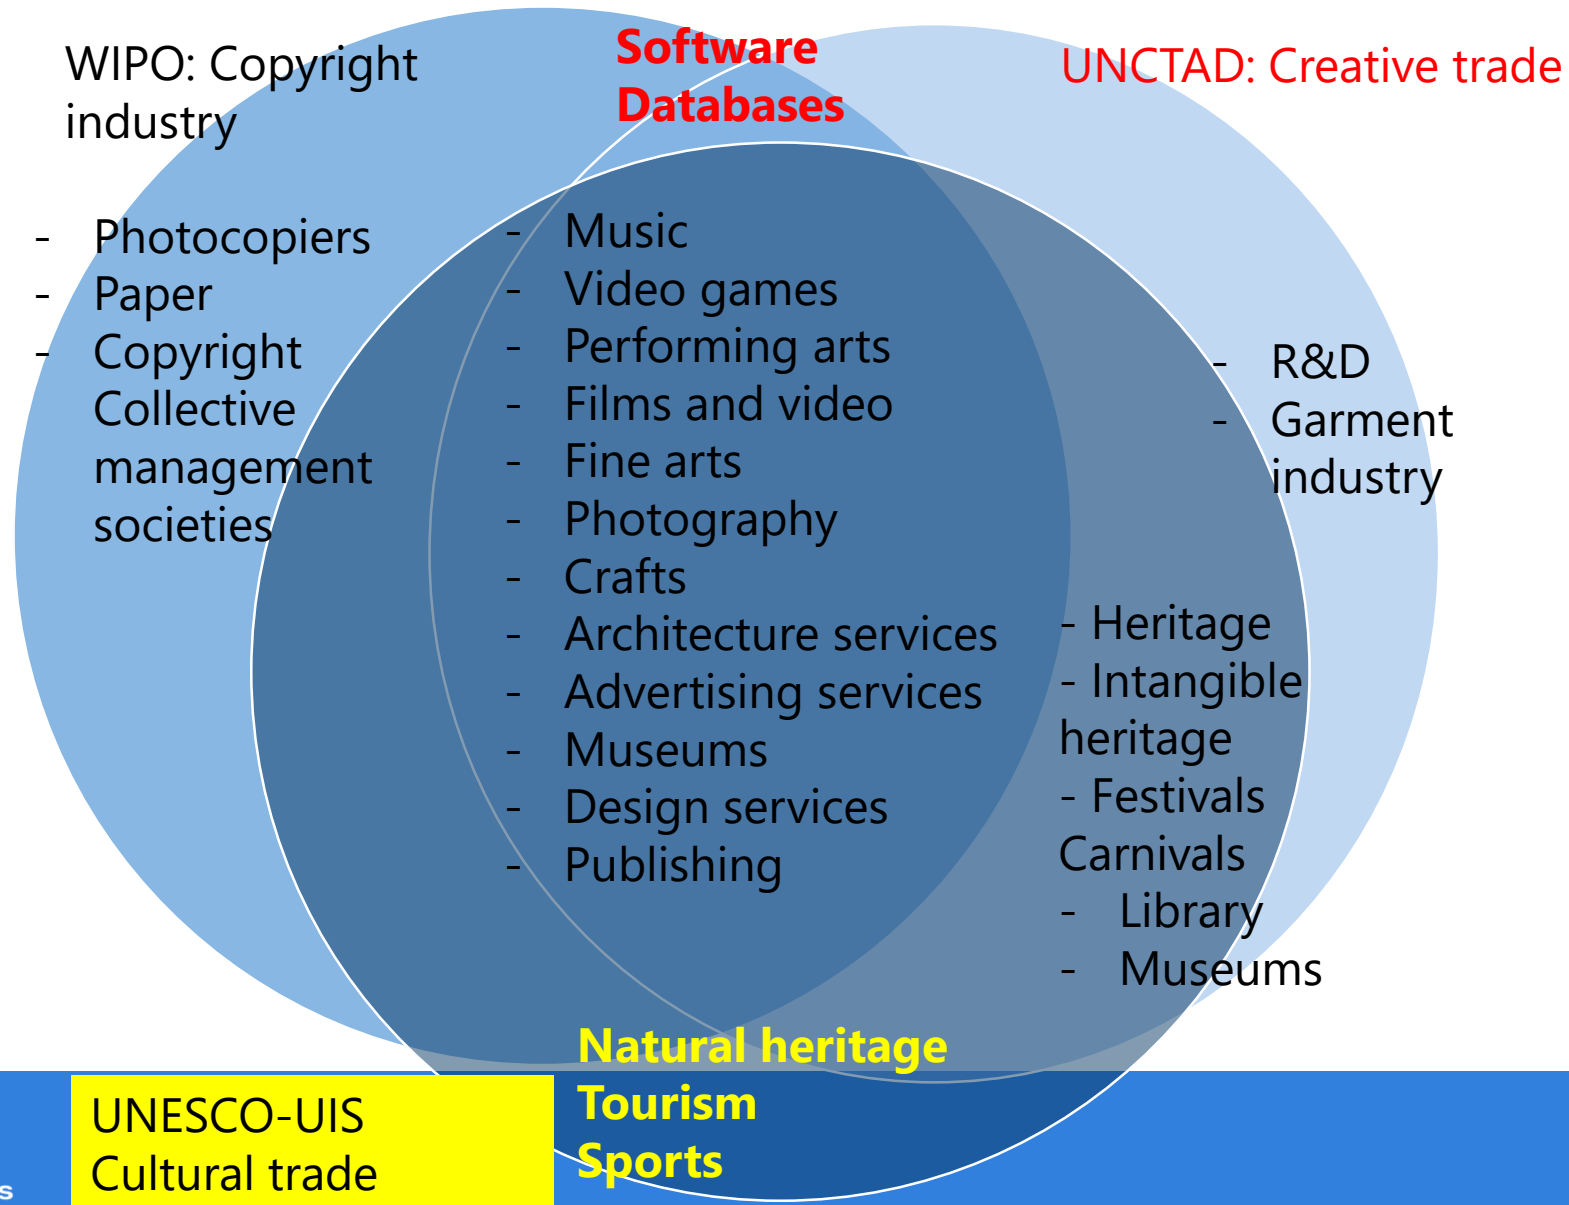 WIPO: Copyright
industry
Software
Databases
UNCTAD: Creative trade
- Photocopiers
- Paper
- Copyright
Collective
management
societies
- Music
- Video games
- Performing arts
- Films and video
- Fine arts
- Photography
- Crafts
- Architecture services
- Advertising services
- Museums
- Design services
- Publishing
- R&D
- Garment
industry
- Heritage
- Intangible
heritage
- Festivals
Carnivals
- Library
- Museums
Natural heritage
Tourism
Sports
UNESCO-UIS
Cultural trade
s